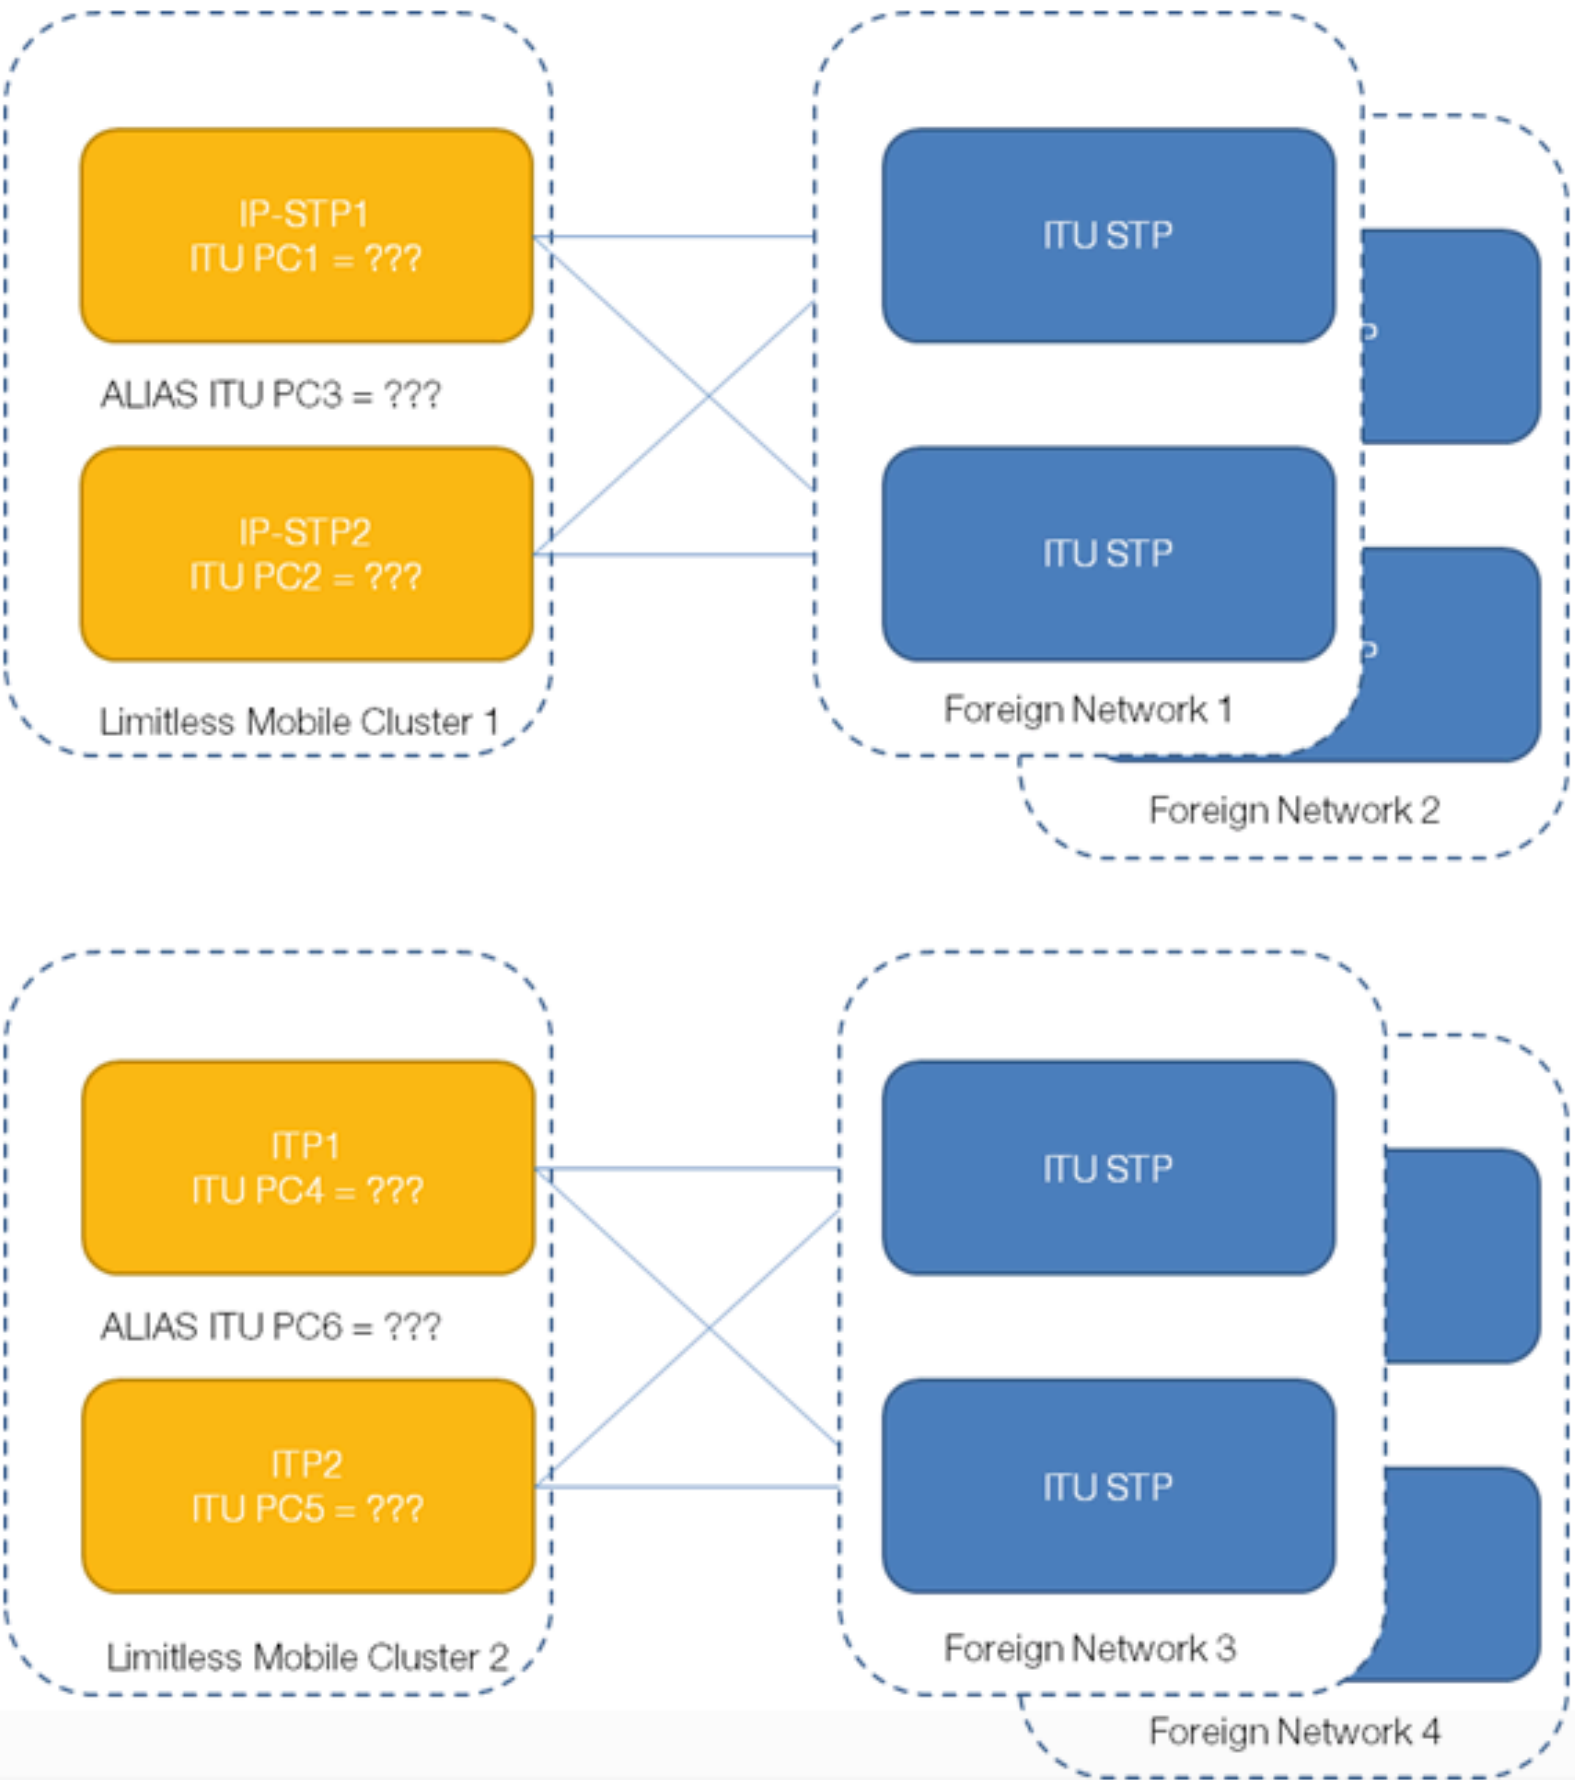 IP-STP1
ITU PC1 = ???
ALIAS ITU PC3 = ???
IP-STP2
ITU PC2 = ???
Limitless Mobile Cluster 1
ITU STP
ITU STP
Foreign Network 1
Foreign Network 2
ITP1
ITU PC4 = ???
ALIAS ITU PC6 = ???
ITP2
ITU PC5 = ???
Limitless Mobile Cluster 2
ITU STP
ITU STP
Foreign Network 3
Foreign Network 4